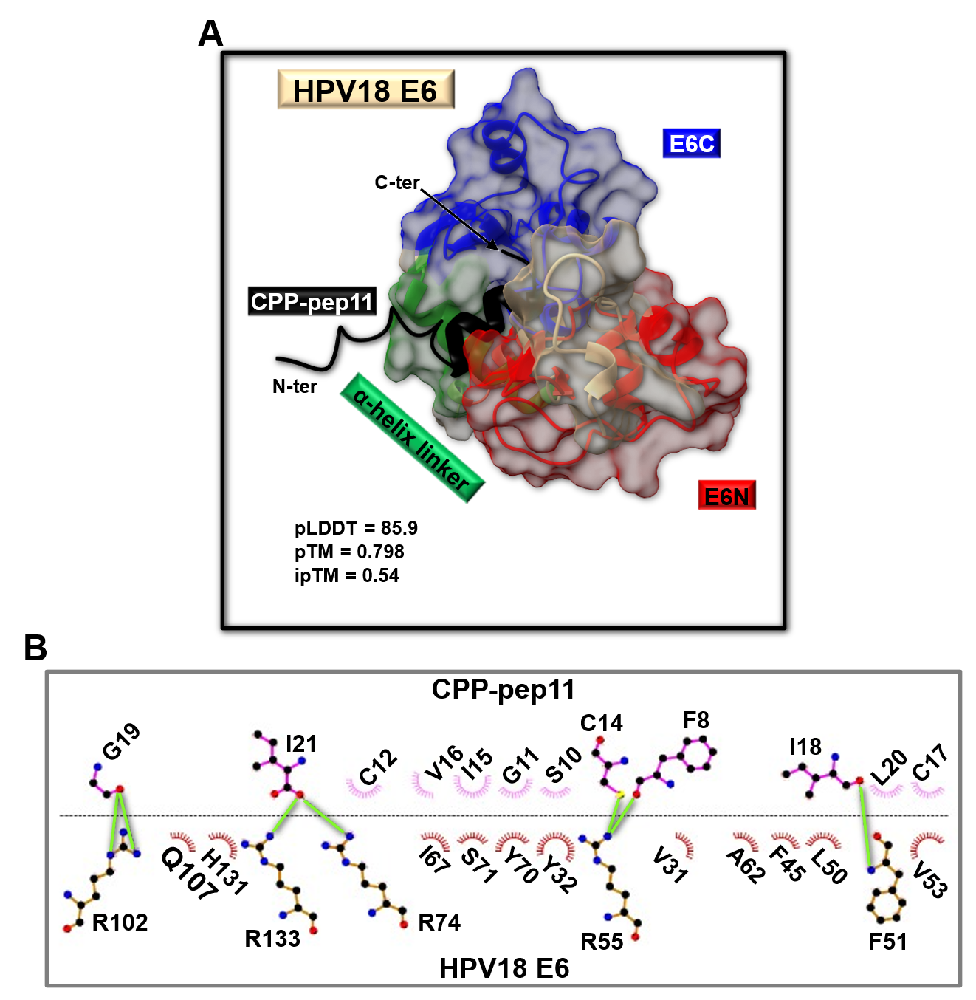 A
HPV18 E6
E6C
C-ter
CPP-pep11
N-ter
α-helix linker
E6N
pLDDT = 85.9
pTM = 0.798
ipTM = 0.54
B
CPP-pep11
G19
I21
C12
V16
I15
G11
S10
C14
F8
I18
L20
C17
R102
Q107
H131
R133
R74
I67
S71
Y70
Y32
R55
V31
A62
F45
L50
F51
V53
HPV18 E6